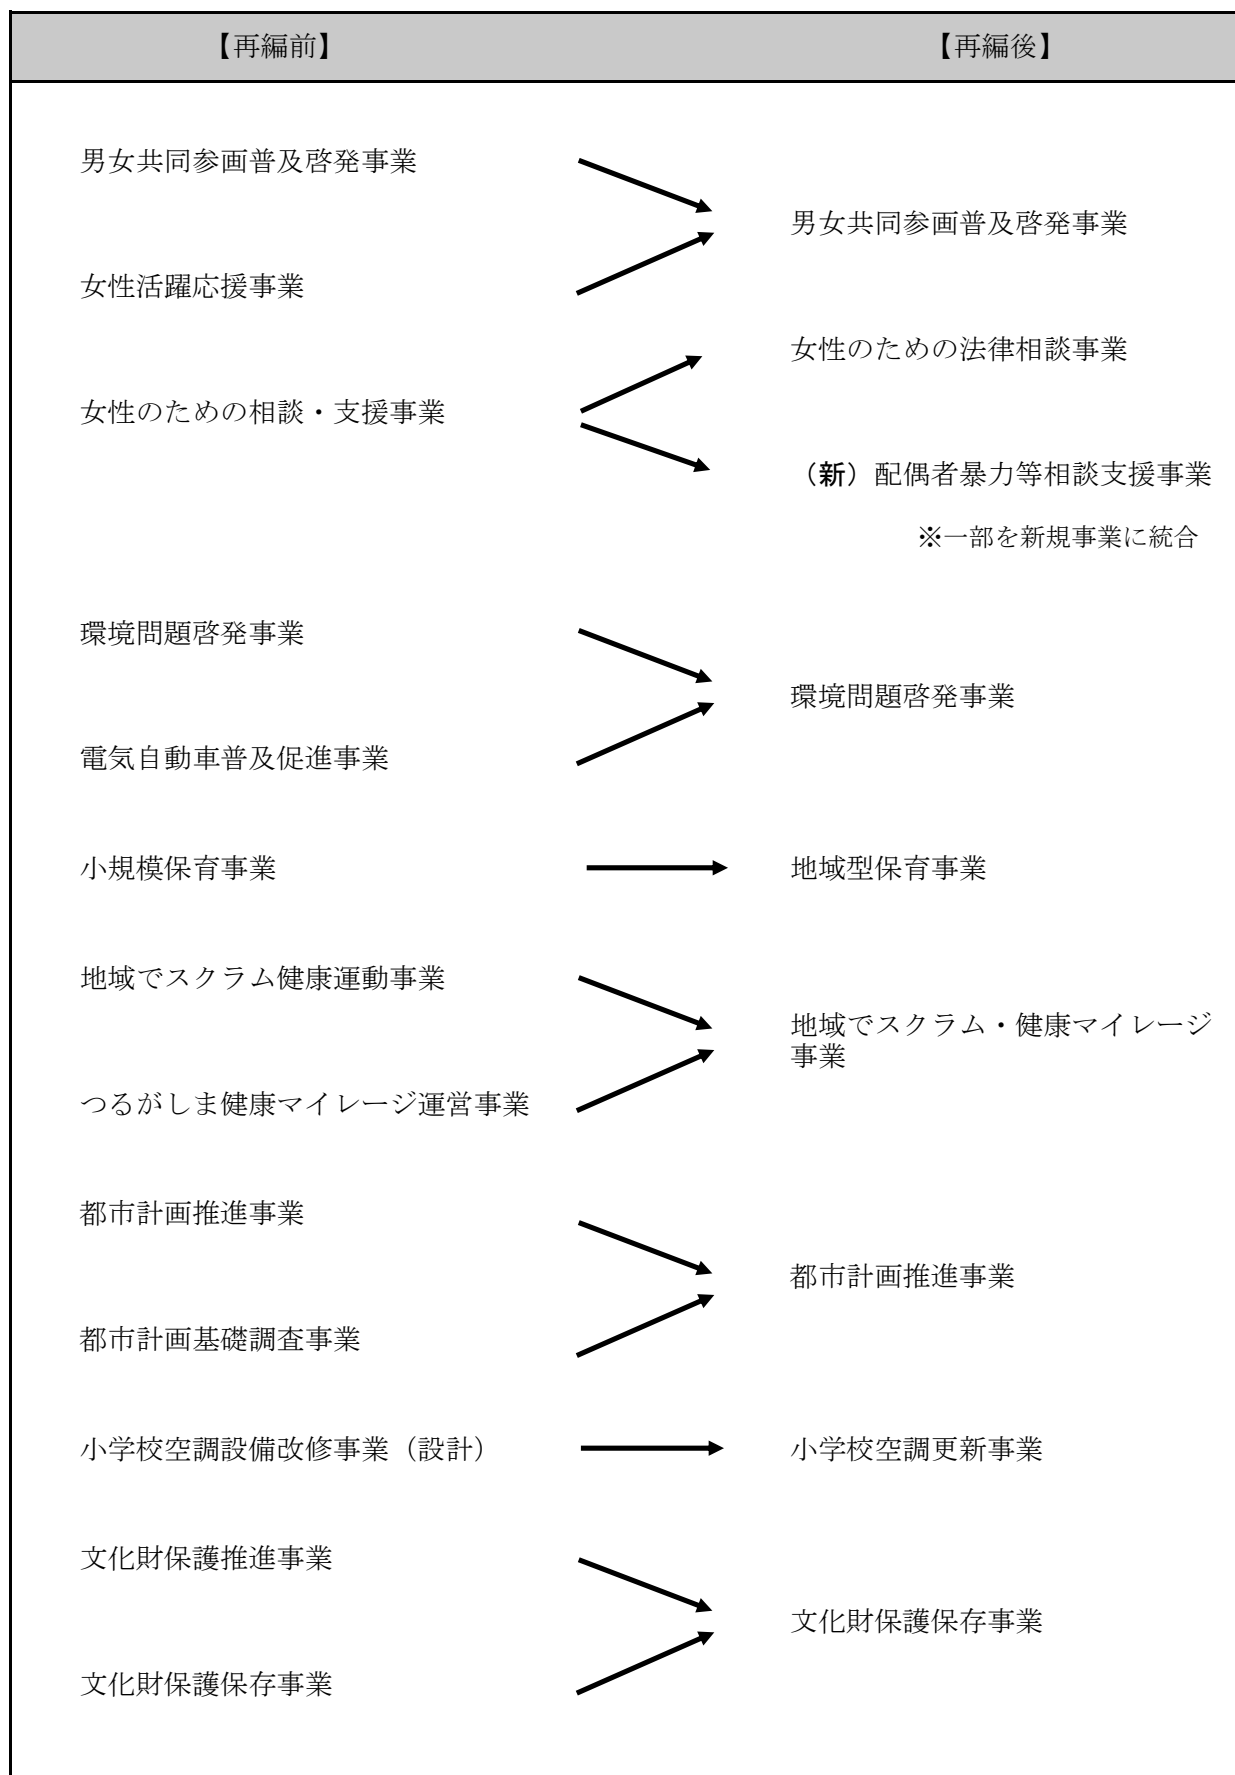 【再編前】
【再編後】
男女共同参画普及啓発事業
男女共同参画普及啓発事業
女性活躍応援事業
女性のための法律相談事業
女性のための相談・支援事業
（新）配偶者暴力等相談支援事業
※一部を新規事業に統合
環境問題啓発事業
環境問題啓発事業
電気自動車普及促進事業
小規模保育事業
地域型保育事業
地域でスクラム健康運動事業
地域でスクラム・健康マイレージ
事業
つるがしま健康マイレージ運営事業
都市計画推進事業
都市計画推進事業
都市計画基礎調査事業
小学校空調設備改修事業（設計）
小学校空調更新事業
文化財保護推進事業
文化財保護保存事業
文化財保護保存事業